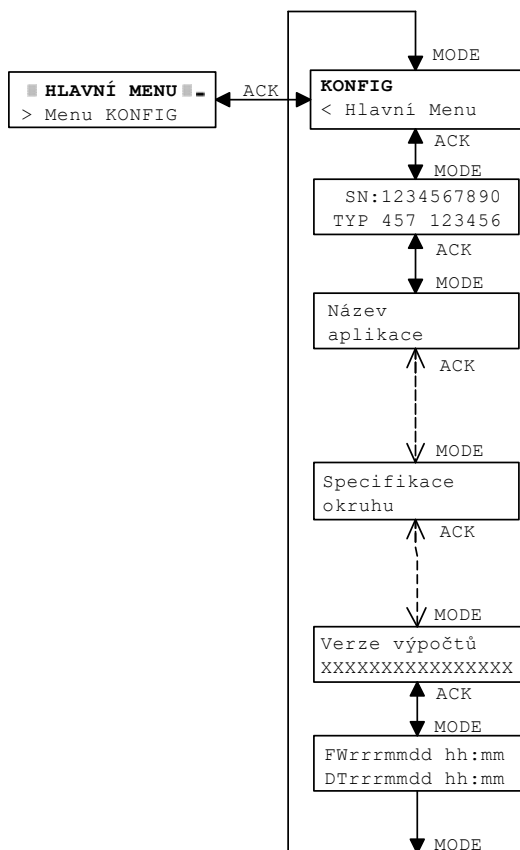 MODE
HLAVNÍ MENU
> Menu KONFIG
ACK
KONFIG
< Hlavní Menu
ACK
MODE
SN:1234567890
TYP 457 123456
ACK
MODE
Název
aplikace
ACK
MODE
Specifikace
okruhu
ACK
MODE
Verze výpočtů
XXXXXXXXXXXXXXXX
ACK
MODE
FWrrrmmdd hh:mm
DTrrrmmdd hh:mm
MODE